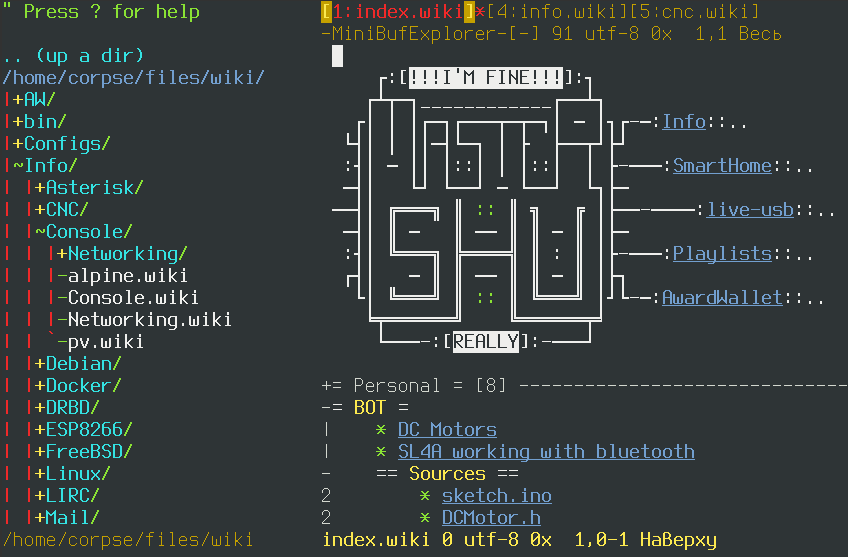 " Press ? for help
.. (up a dir)
/home/corpse/files/wiki/
|+AW/
|+bin/
|+Configs/
|~Info/
| |+Asterisk/
| |+CNC/
| |~Console/
| | |+Networking/
| | |-alpine.wiki
| | |-Console.wiki
| | |-Networking.wiki
| | `-pv.wiki
| |+Debian/
| |+Docker/
| |+DRBD/
| |+ESP8266/
| |+FreeBSD/
| |+Linux/
| |+LIRC/
| |+Mail/
/home/corpse/files/wiki
[1:index.wiki]*[4:info.wiki][5:cnc.wiki]
-MiniBufExplorer-[-] 91 utf-8 0x 1,1 Весь
:[!!!I'M FINE!!!]:
--:Info::..
:SmartHome::..
:live-usb::..
:Playlists::..
--:AwardWallet::..
-:[REALLY]:-
+= Personal = [8] ------------------------------
-= BOT =
| * DC Motors
| * SL4A working with bluetooth
- == Sources ==
2 * sketch.ino
2 * DCMotor.h
index.wiki 0 utf-8 0x 1,0-1 НаВерху